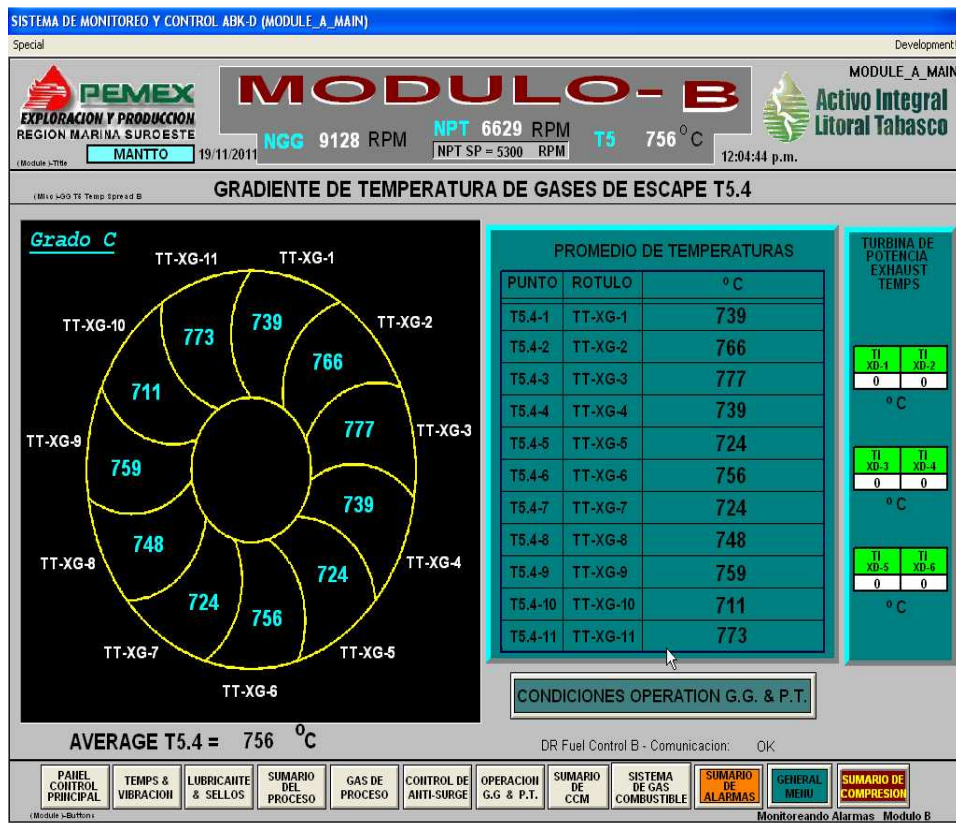 SISTEMA DE MONITOREO Y CONTROL ABK-D (MODULE_A_MAIN)
Special Development!
PEMEX
EXPLORACION Y PRODUCCION
REGION MARINA SUROESTE
MANTTO 19/11/2011
(Module )-Title
MODULO-B
NGG 9128 RPM NPT 6629 RPM T5 756 °C
NPT SP = 5300 RPM
MODULE_A_MAIN
Activo Integral
Litoral Tabasco
12:04:44 p.m.
(Misc )-GG T5 Temp Spread B
GRADIENTE DE TEMPERATURA DE GASES DE ESCAPE T5.4
Grado C
TT-XG-11 TT-XG-1
TT-XG-10 TT-XG-2
773 739
766
711
TT-XG-9 777 TT-XG-3
759
739
748
TT-XG-8 724 TT-XG-4
724 756
TT-XG-7 TT-XG-5
TT-XG-6
AVERAGE T5.4 = 756 °C
PROMEDIO DE TEMPERATURAS
PUNTO ROTULO °C
T5.4-1 TT-XG-1 739
T5.4-2 TT-XG-2 766
T5.4-3 TT-XG-3 777
T5.4-4 TT-XG-4 739
T5.4-5 TT-XG-5 724
T5.4-6 TT-XG-6 756
T5.4-7 TT-XG-7 724
T5.4-8 TT-XG-8 748
T5.4-9 TT-XG-9 759
T5.4-10 TT-XG-10 711
T5.4-11 TT-XG-11 773
TURBINA DE
POTENCIA
EXHAUST
TEMPS
TI TI
XD-1 XD-2
0 0
°C
TI TI
XD-3 XD-4
0 0
°C
TI TI
XD-5 XD-6
0 0
°C
CONDICIONES OPERATION G.G. & P.T.
DR Fuel Control B - Comunicacion: OK
PANEL
CONTROL
PRINCIPAL
TEMPS &
VIBRACION
LUBRICANTE
& SELLOS
SUMARIO
DEL
PROCESO
GAS DE
PROCESO
CONTROL DE
ANTI-SURGE
OPERACION
G.G & P.T.
SUMARIO
DE
CCM
SISTEMA
DE GAS
COMBUSTIBLE
SUMARIO
DE
ALARMAS
GENERAL
MENU
SUMARIO DE
COMPRESION
(Module )-Buttons
Monitoreando Alarmas Modulo B